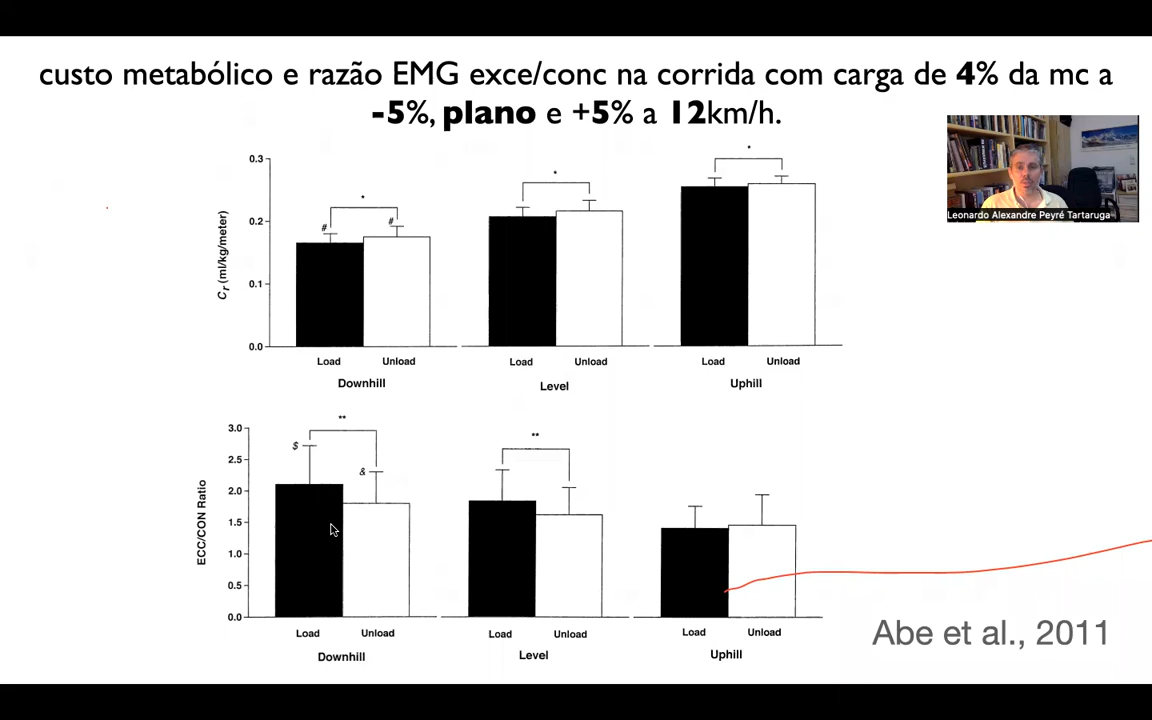 custo metabólico e razão EMG exce/conc na corrida com carga de 4% da mc a
-5%, plano e +5% a 12km/h.
Leonardo Alexandre Peyré Tartaruga
0.3
0.2
0.1
0.0
Cr (ml/kg/meter)
# # *
*
*
Load Unload Load Unload Load Unload
Downhill Level Uphill
3.0
2.5
2.0
1.5
1.0
0.5
0.0
ECC/CON Ratio
$ & **
**
Load Unload Load Unload Load Unload
Downhill Level Uphill
Abe et al., 2011